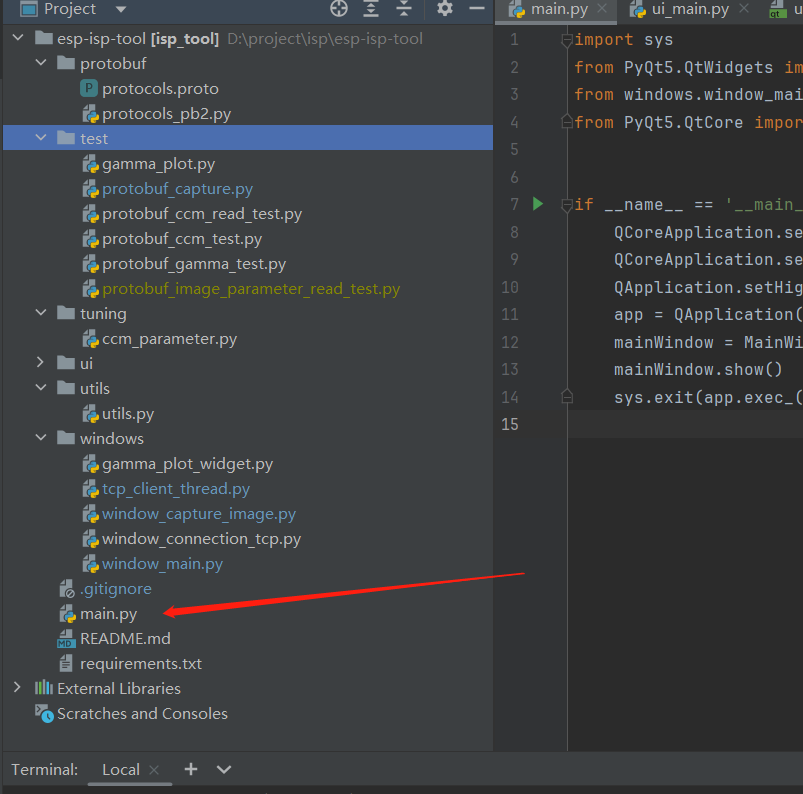 Project
esp-isp-tool [isp_tool] D:\project\isp\esp-isp-tool
protobuf
protocols.proto
protocols_pb2.py
test
gamma_plot.py
protobuf_capture.py
protobuf_ccm_read_test.py
protobuf_ccm_test.py
protobuf_gamma_test.py
protobuf_image_parameter_read_test.py
tuning
ccm_parameter.py
ui
utils
utils.py
windows
gamma_plot_widget.py
tcp_client_thread.py
window_capture_image.py
window_connection_tcp.py
window_main.py
.gitignore
main.py
README.md
requirements.txt
External Libraries
Scratches and Consoles
main.py ui_main.py u
1 import sys
2 from PyQt5.QtWidgets im
3 from windows.window_mai
4 from PyQt5.QtCore impor
5
6
7 if __name__ == '__main_
8 QCoreApplication.se
9 QCoreApplication.se
10 QApplication.setHig
11 app = QApplication(
12 mainWindow = MainWi
13 mainWindow.show()
14 sys.exit(app.exec_(
15
Terminal: Local